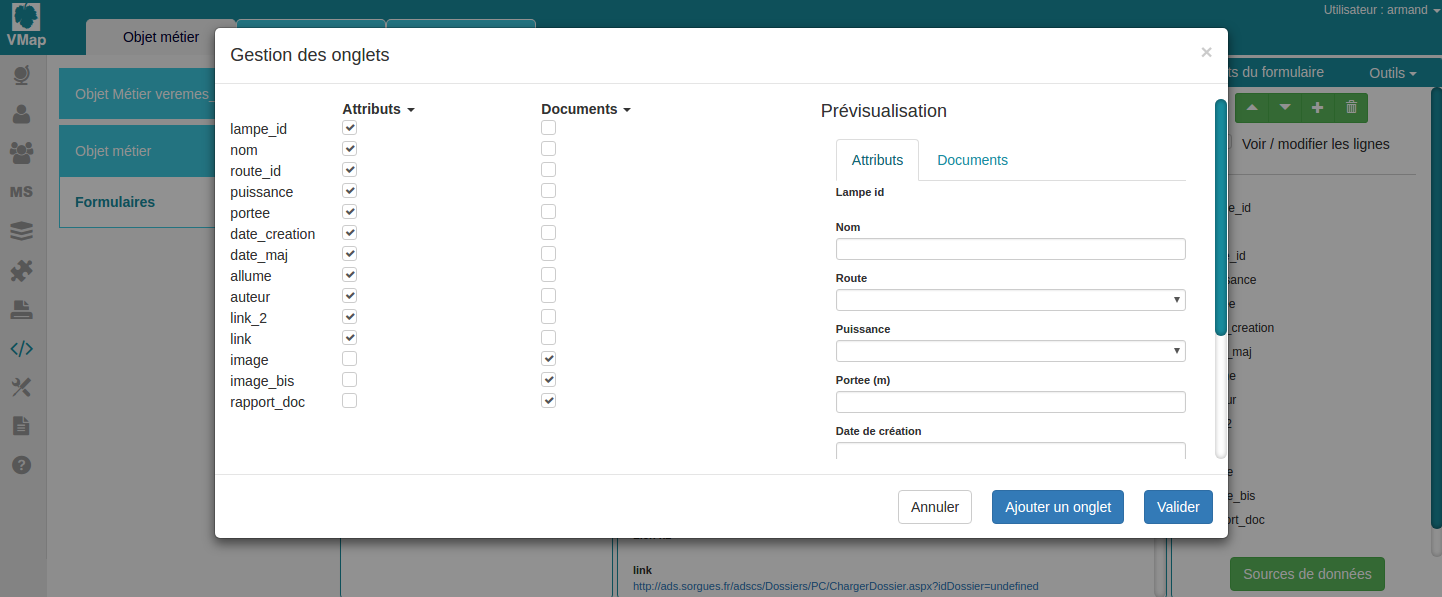 Utilisateur : armand
VMap
Objet métier
Objet Métier veremes_
Objet métier
Formulaires
MS
Gestion des onglets
×
Attributs
Documents
lampe_id
nom
route_id
puissance
portee
date_creation
date_maj
allume
auteur
link_2
link
image
image_bis
rapport_doc
Prévisualisation
Attributs
Documents
Lampe id
Nom
Route
Puissance
Portee (m)
Date de création
Annuler
Ajouter un onglet
Valider
ts du formulaire
Outils
Voir / modifier les lignes
e_id
_id
sance
e
_creation
_maj
e
ur
2
e
e_bis
ort_doc
Sources de données
link
http://ads.sorgues.fr/adscs/Dossiers/PC/ChargerDossier.aspx?idDossier=undefined